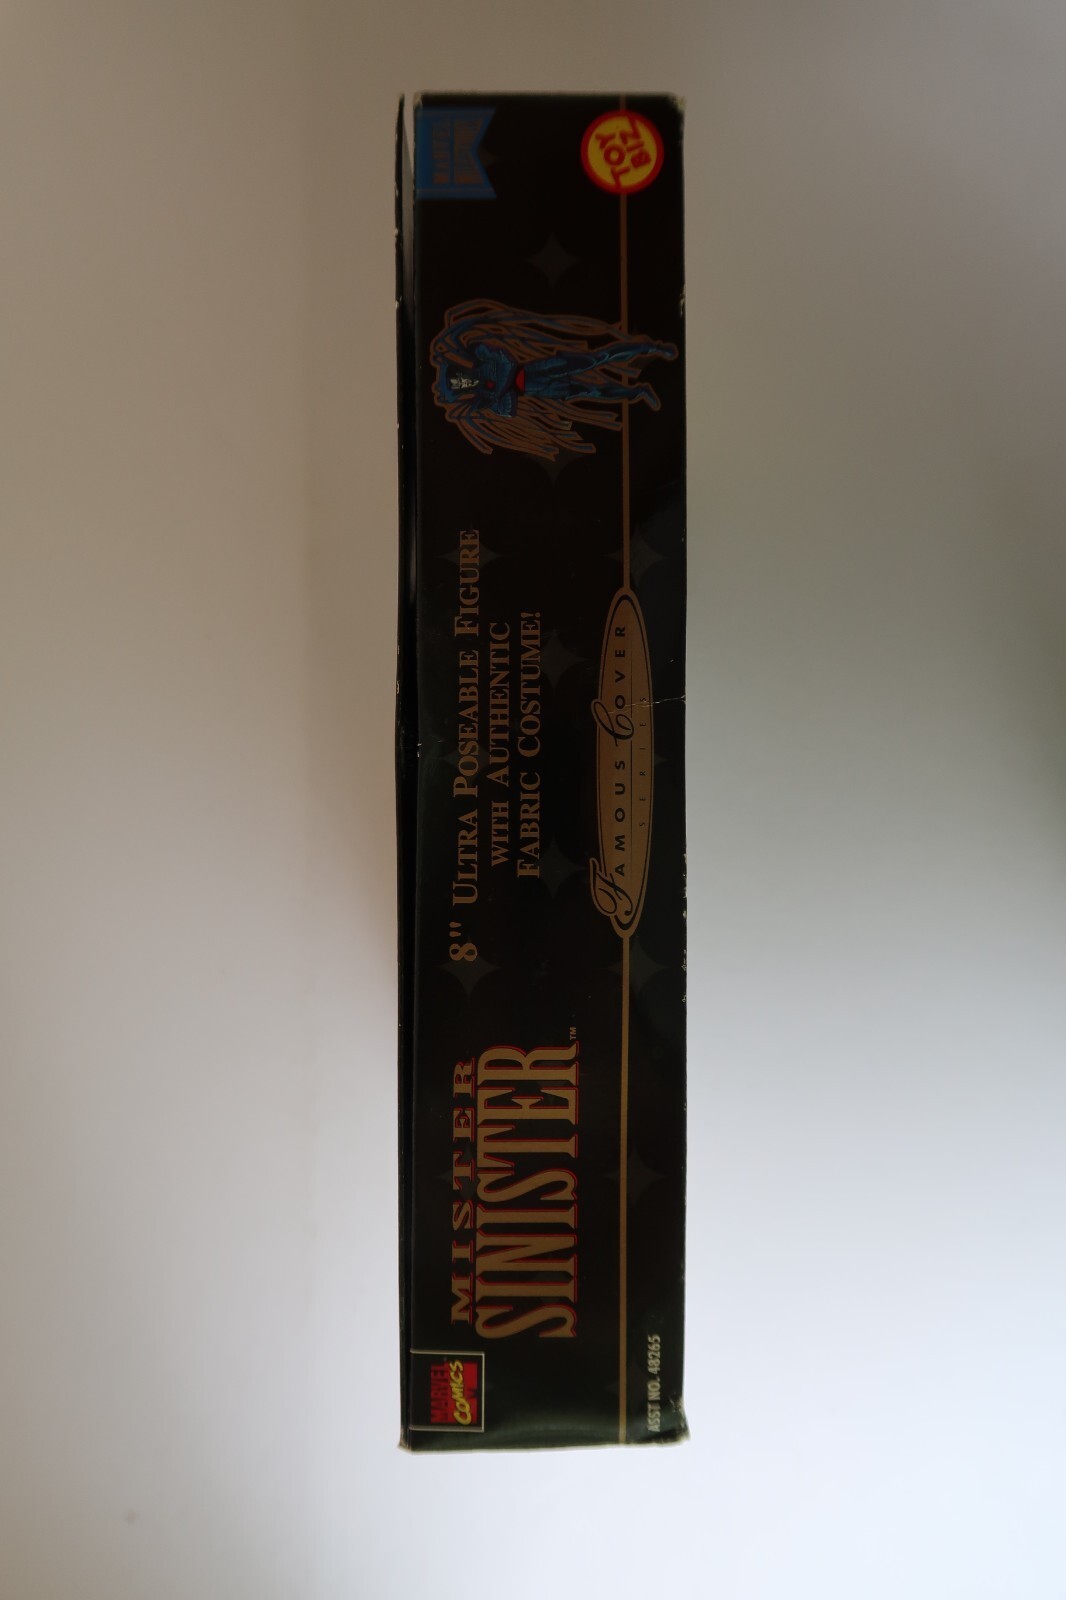 MARVEL
COMICS
MISTER
SINISTER™
8" ULTRA POSEABLE FIGURE
WITH AUTHENTIC
FABRIC COSTUME!
FAMOUS COVER
SERIES
ASST NO. 48265
MARVEL
TOY
BIZ